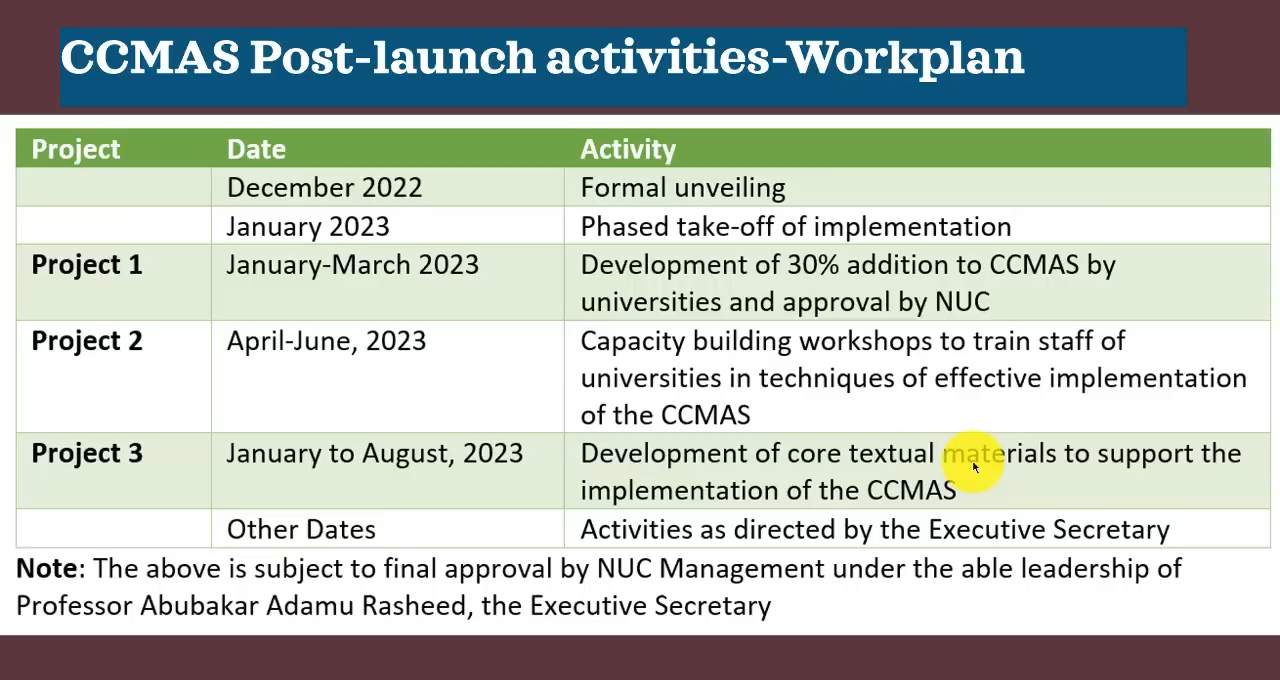 CCMAS Post-launch activities-Workplan
Project Date Activity
December 2022 Formal unveiling
January 2023 Phased take-off of implementation
Project 1 January-March 2023 Development of 30% addition to CCMAS by
universities and approval by NUC
Project 2 April-June, 2023 Capacity building workshops to train staff of
universities in techniques of effective implementation
of the CCMAS
Project 3 January to August, 2023 Development of core textual materials to support the
implementation of the CCMAS
Other Dates Activities as directed by the Executive Secretary
Note: The above is subject to final approval by NUC Management under the able leadership of
Professor Abubakar Adamu Rasheed, the Executive Secretary